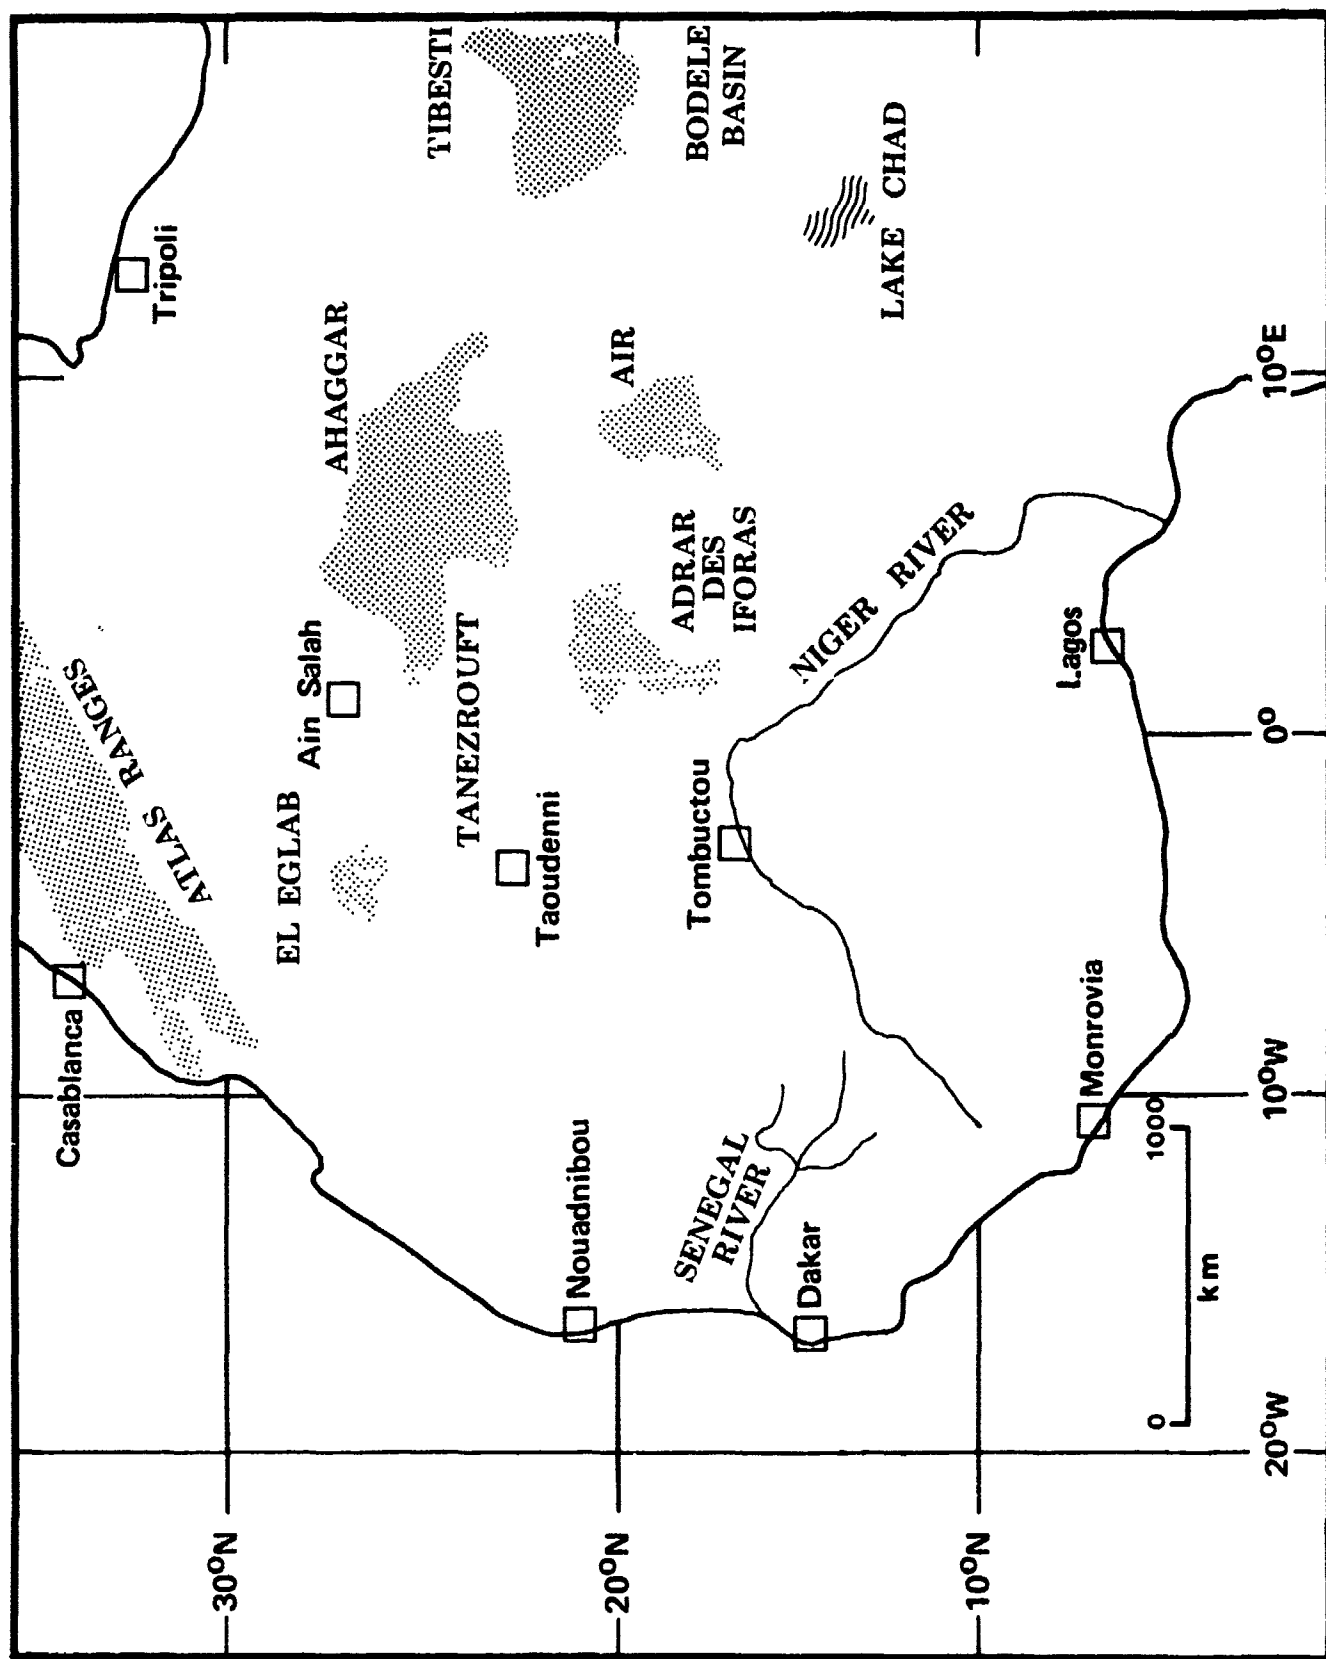 Casablanca
ATLAS RANGES
Tripoli
EL EGLAB
Ain Salah
AHAGGAR
TIBESTI
TANEZROUFT
Taoudenni
Nouadnibou
AIR
ADRAR
DES
IFORAS
BODELE
BASIN
SENEGAL
RIVER
Tombuctou
NIGER RIVER
LAKE CHAD
Dakar
Monrovia
Lagos
0
1000
km
30°N
20°N
10°N
20°W
10°W
0°
10°E